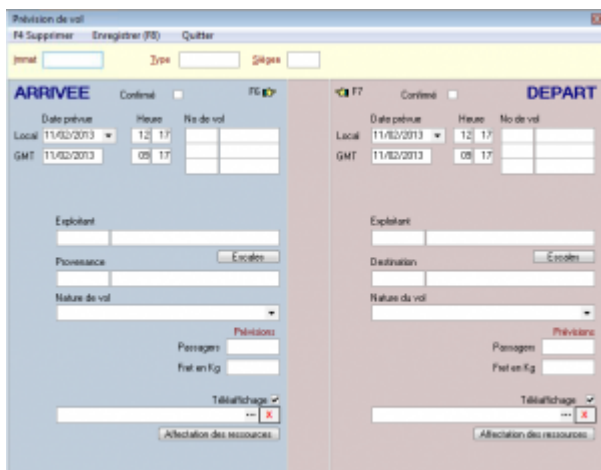 Prévision de vol
F4 Supprimer Enregistrer (F8) Quitter
Immat Type Sièges
ARRIVEE Confirmé F6
Date prévue Heure No de vol
Local 11/02/2013 12 17
GMT 11/02/2013 09 17
Exploitant
Escales
Provenance
Nature de vol
Prévisions
Passagers
Fret en Kg
Téléaffichage
... X
Affectation des ressources
F7 Confirmé DEPART
Date prévue Heure No de vol
Local 11/02/2013 12 17
GMT 11/02/2013 09 17
Exploitant
Escales
Destination
Nature du vol
Prévisions
Passagers
Fret en Kg
Téléaffichage
... X
Affectation des ressources